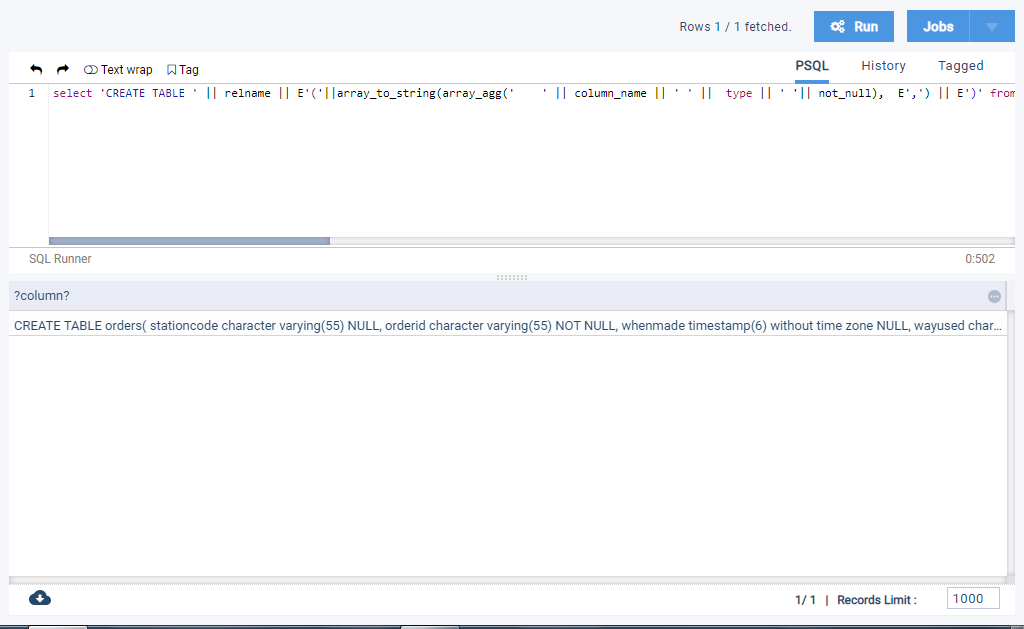 Rows 1 / 1 fetched.
Run
Jobs
Text wrap
Tag
PSQL
History
Tagged
1 select 'CREATE TABLE ' || relname || E'('||array_to_string(array_agg('    ' || column_name || ' ' ||  type || ' '|| not_null),  E',') || E')' from
SQL Runner
0:502
?column?
CREATE TABLE orders( stationcode character varying(55) NULL, orderid character varying(55) NOT NULL, whenmade timestamp(6) without time zone NULL, wayused char...
1/ 1 | Records Limit :
1000